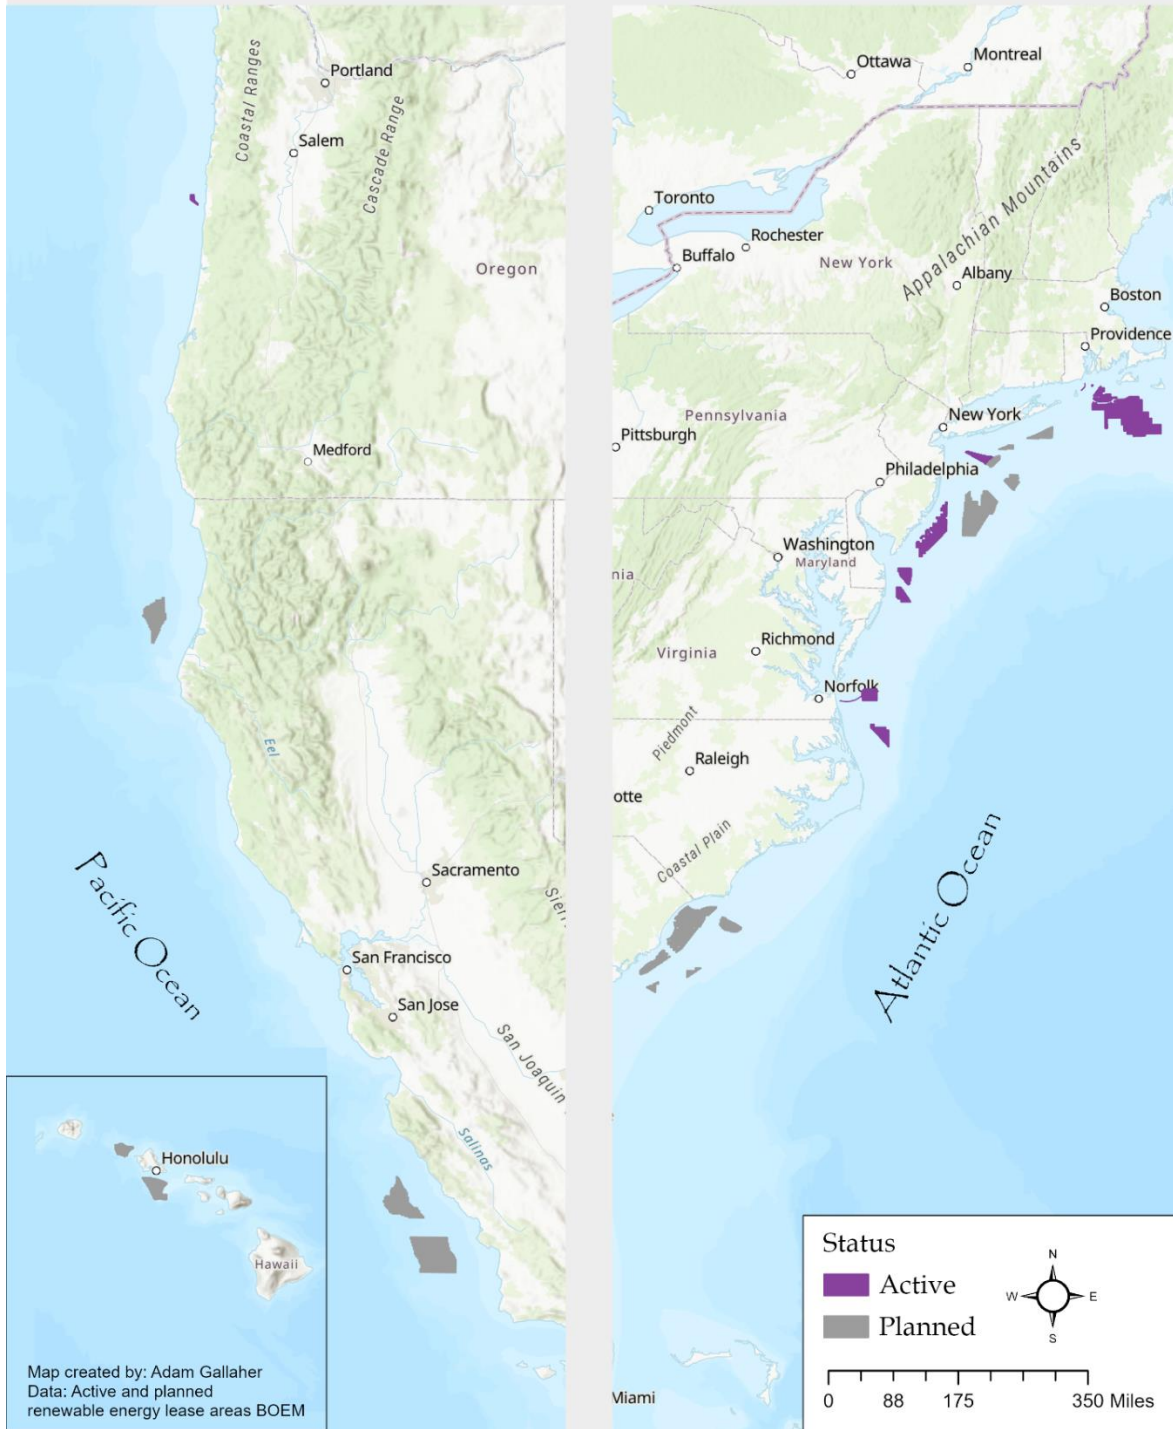 Portland
Coastal Ranges
Cascade Range
Salem
Oregon
Medford
Eel
Sacramento
Sierr
San Francisco
San Jose
San Joaquin
Salinas
Pacific Ocean
Honolulu
Hawaii
Map created by: Adam Gallaher
Data: Active and planned
renewable energy lease areas BOEM
Ottawa
Montreal
Toronto
Rochester
Buffalo
New York
Appalachian Mountains
Albany
Boston
Providence
Pennsylvania
New York
Pittsburgh
Philadelphia
Washington
Maryland
nia
Richmond
Virginia
Norfolk
Piedmont
Raleigh
otte
Coastal Plain
Atlantic Ocean
Miami
Status
Active
Planned
N
W E
S
0 88 175 350 Miles